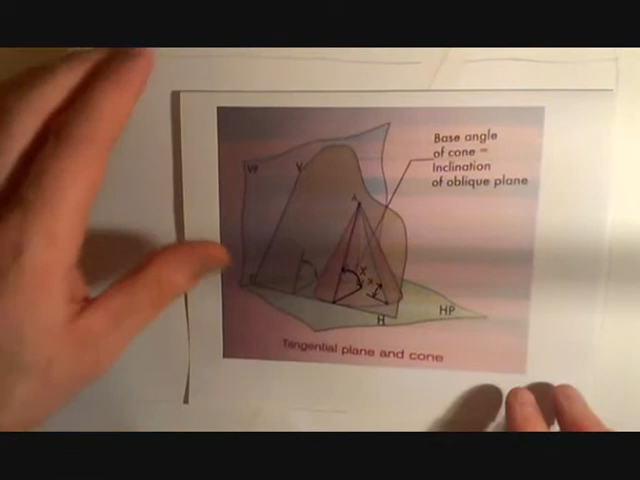 Base angle
of cone =
Inclination
of oblique plane
VP
V
A
X
H
HP
Tangential plane and cone